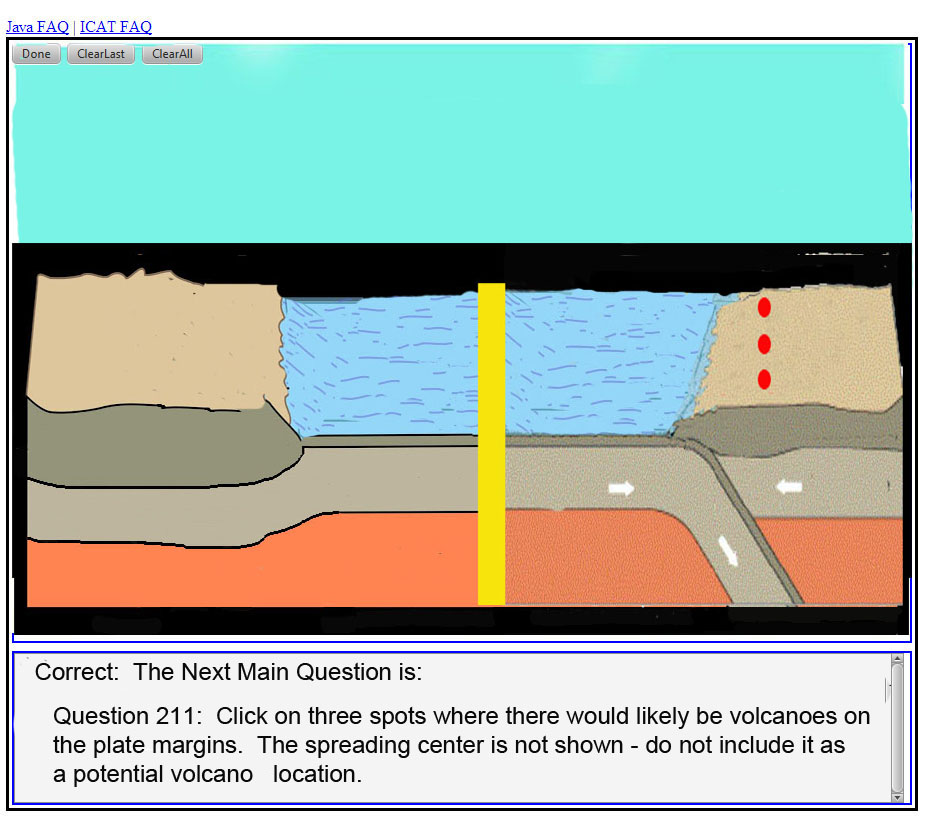 Java FAQ | ICAT FAQ
Done ClearLast ClearAll
Correct: The Next Main Question is:
Question 211: Click on three spots where there would likely be volcanoes on
the plate margins. The spreading center is not shown - do not include it as
a potential volcano location.